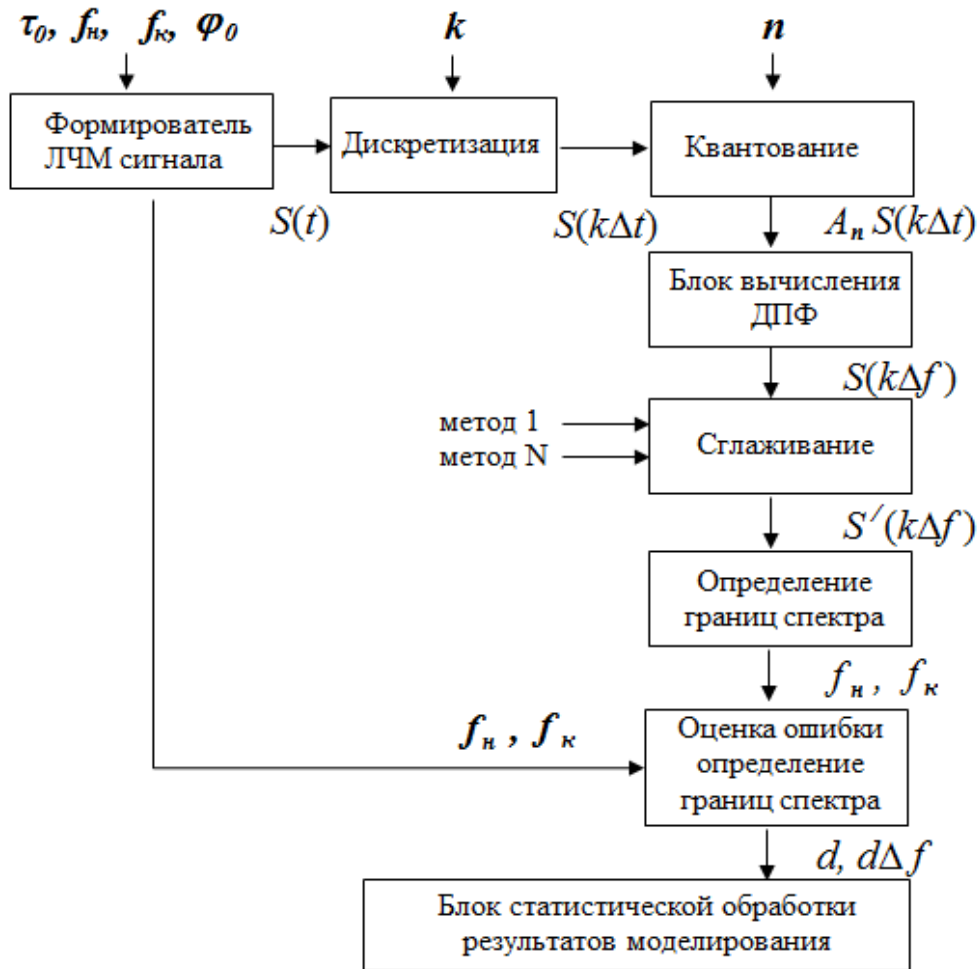 τ₀, fн, fк, φ₀
k
n
Формирователь
ЛЧМ сигнала
Дискретизация
Квантование
S(t)
S(kΔt)
Aₙ S(kΔt)
Блок вычисления
ДПФ
S(kΔf)
метод 1
метод N
Сглаживание
S′(kΔf)
Определение
границ спектра
fн, fк
fн, fк
Оценка ошибки
определение
границ спектра
d, dΔf
Блок статистической обработки
результатов моделирования